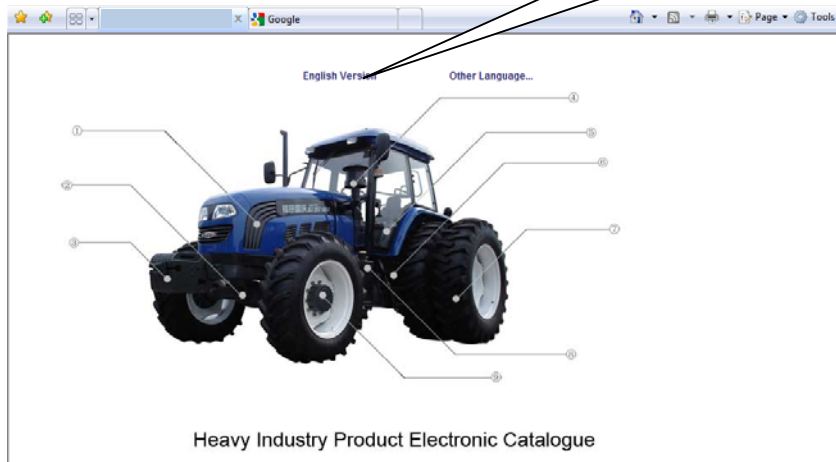 Google
Page
Tools
English Version
Other Language...
④
①
⑤
⑥
②
⑦
③
⑧
⑨
Heavy Industry Product Electronic Catalogue